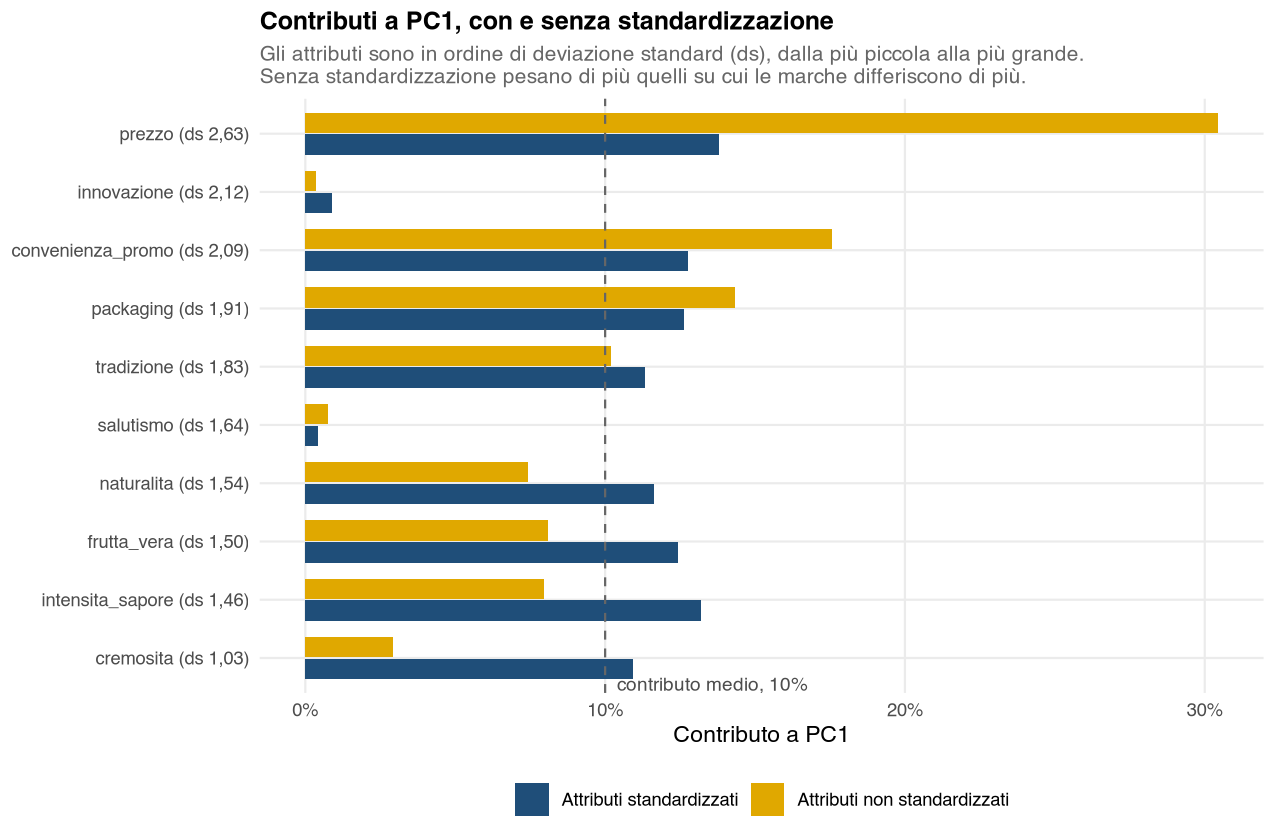 Contributi a PC1, con e senza standardizzazione
Gli attributi sono in ordine di deviazione standard (ds), dalla più piccola alla più grande.
Senza standardizzazione pesano di più quelli su cui le marche differiscono di più.
prezzo (ds 2,63)
innovazione (ds 2,12)
convenienza_promo (ds 2,09)
packaging (ds 1,91)
tradizione (ds 1,83)
salutismo (ds 1,64)
naturalita (ds 1,54)
frutta_vera (ds 1,50)
intensita_sapore (ds 1,46)
cremosita (ds 1,03)
contributo medio, 10%
0% 10% 20% 30%
Contributo a PC1
Attributi standardizzati Attributi non standardizzati